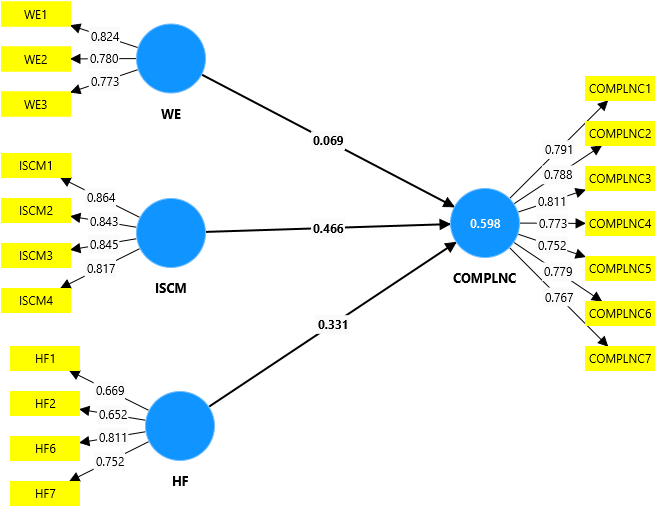 WE1
WE2
WE3
0.824
0.780
0.773
WE
0.069
ISCM1
ISCM2
ISCM3
ISCM4
0.864
0.843
0.845
0.817
ISCM
0.466
HF1
HF2
HF6
HF7
0.669
0.652
0.811
0.752
HF
0.331
0.598
COMPLNC
0.791
0.788
0.811
0.773
0.752
0.779
0.767
COMPLNC1
COMPLNC2
COMPLNC3
COMPLNC4
COMPLNC5
COMPLNC6
COMPLNC7